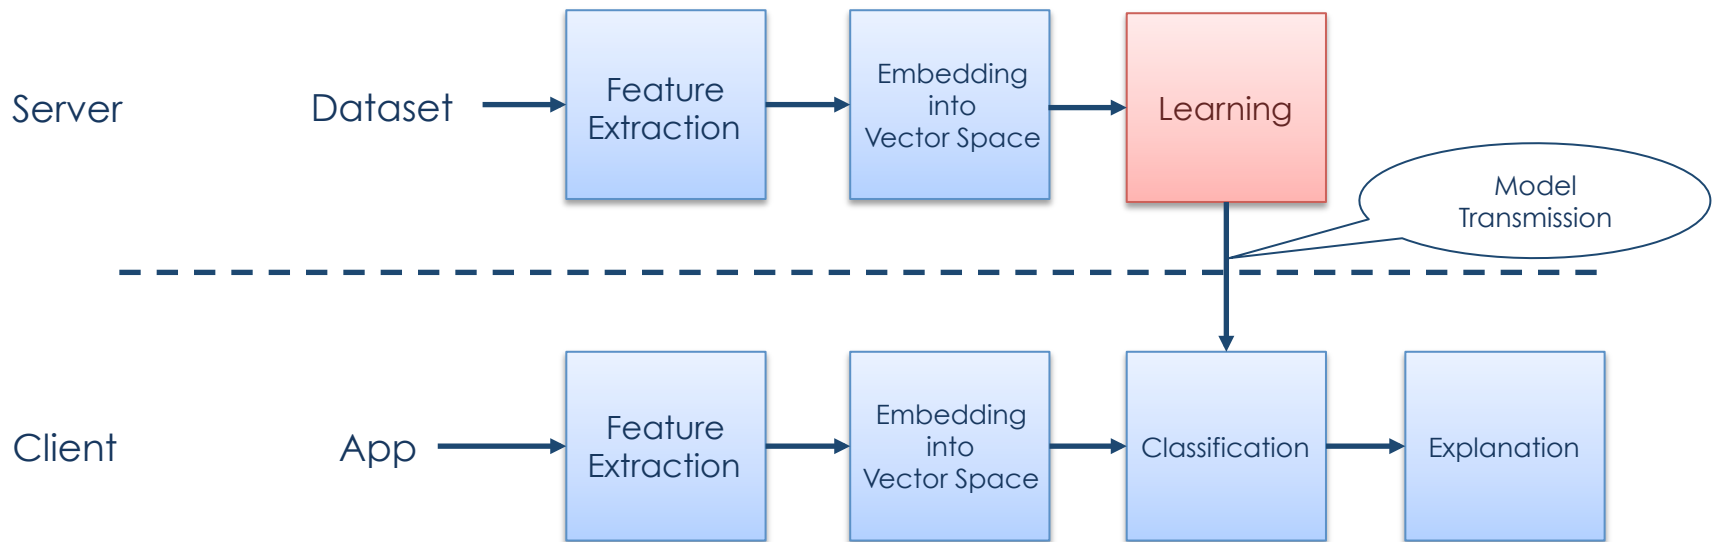 Server
Dataset
Feature
Extraction
Embedding
into
Vector Space
Learning
Model
Transmission
Client
App
Feature
Extraction
Embedding
into
Vector Space
Classification
Explanation